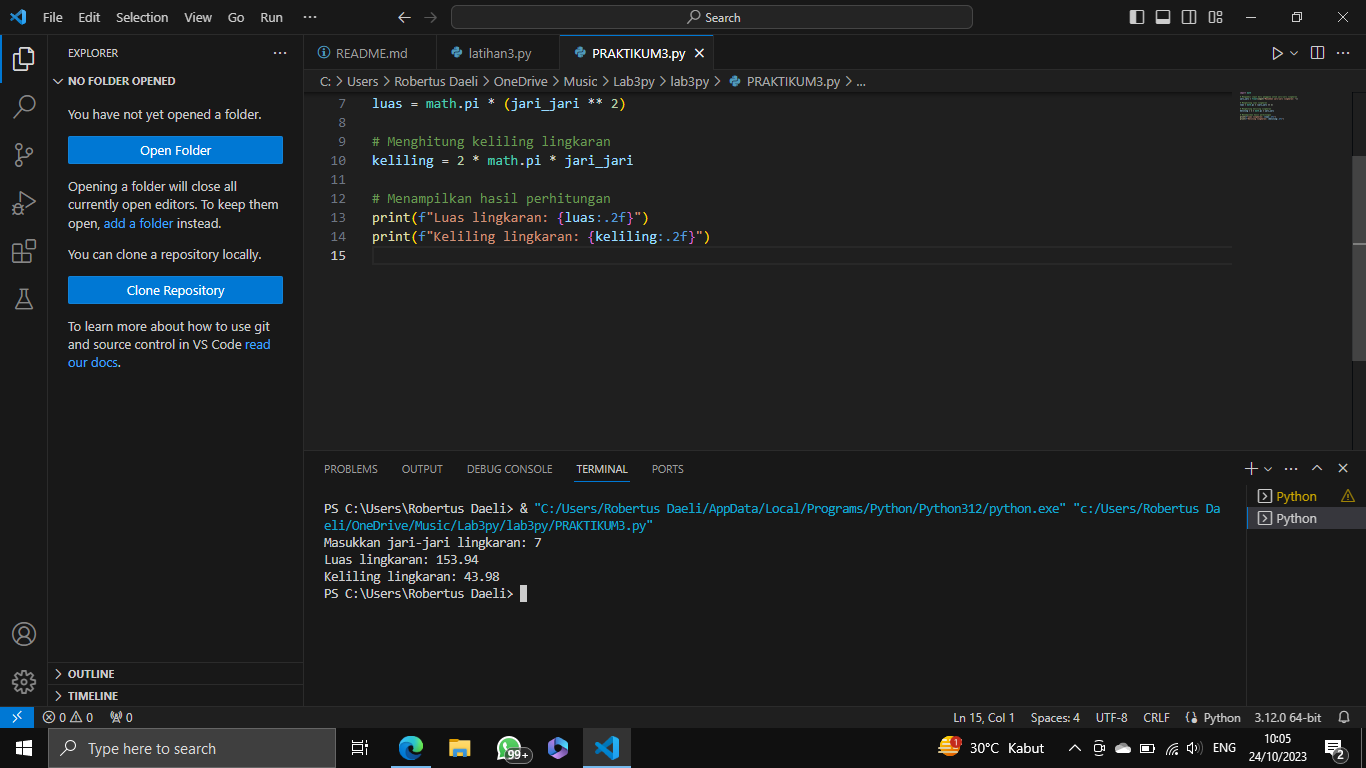 File Edit Selection View Go Run ··· Search
EXPLORER ···
NO FOLDER OPENED
You have not yet opened a folder.
Open Folder
Opening a folder will close all
currently open editors. To keep them
open, add a folder instead.
You can clone a repository locally.
Clone Repository
To learn more about how to use git
and source control in VS Code read
our docs.
OUTLINE
TIMELINE
README.md latihan3.py PRAKTIKUM3.py
C: > Users > Robertus Daeli > OneDrive > Music > Lab3py > lab3py > PRAKTIKUM3.py > ...
7 luas = math.pi * (jari_jari ** 2)
8
9 # Menghitung keliling lingkaran
10 keliling = 2 * math.pi * jari_jari
11
12 # Menampilkan hasil perhitungan
13 print(f"Luas lingkaran: {luas:.2f}")
14 print(f"Keliling lingkaran: {keliling:.2f}")
15
PROBLEMS OUTPUT DEBUG CONSOLE TERMINAL PORTS
PS C:\Users\Robertus Daeli> & "C:/Users/Robertus Daeli/AppData/Local/Programs/Python/Python312/python.exe" "c:/Users/Robertus Da
eli/OneDrive/Music/Lab3py/lab3py/PRAKTIKUM3.py"
Masukkan jari-jari lingkaran: 7
Luas lingkaran: 153.94
Keliling lingkaran: 43.98
PS C:\Users\Robertus Daeli>
Python
Python
0 0 0 Ln 15, Col 1 Spaces: 4 UTF-8 CRLF Python 3.12.0 64-bit
Type here to search 99+ 1 30°C Kabut ENG 10:05
24/10/2023 2